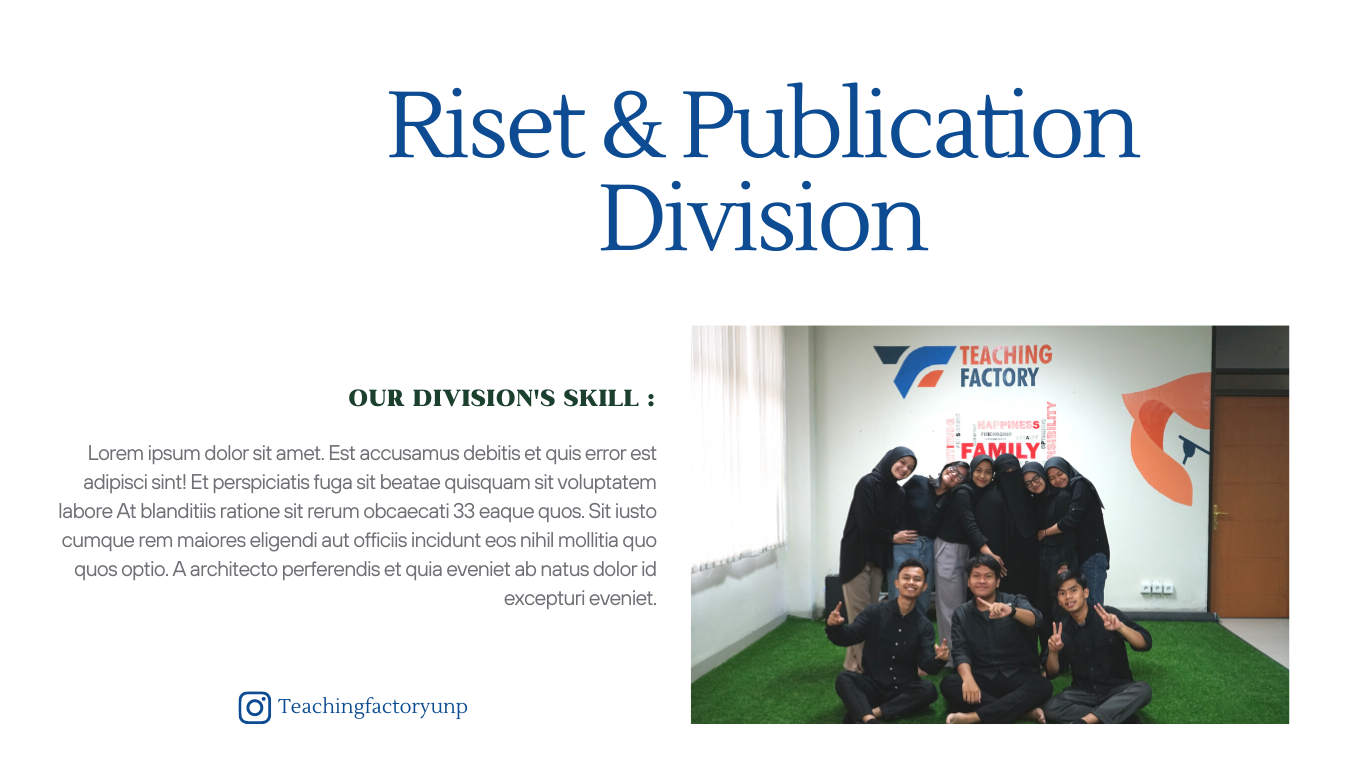 Riset & Publication
Division
OUR DIVISION'S SKILL :
Lorem ipsum dolor sit amet. Est accusamus debitis et quis error est
adipisci sint! Et perspiciatis fuga sit beatae quisquam sit voluptatem
labore At blanditiis ratione sit rerum obcaecati 33 eaque quos. Sit iusto
cumque rem maiores eligendi aut officiis incidunt eos nihil mollitia quo
quos optio. A architecto perferendis et quia eveniet ab natus dolor id
excepturi eveniet.
Teachingfactoryunp
TEACHING
FACTORY
HAPPINESS
FRIENDSHIP
FAMILY